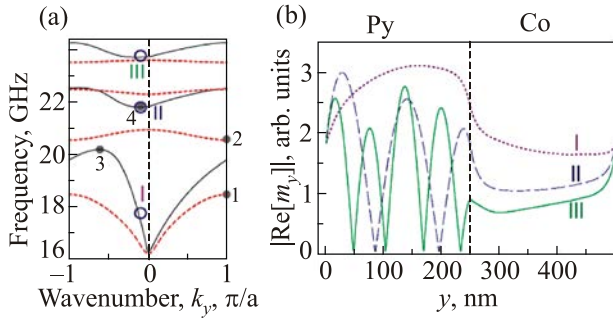 (a)
Frequency, GHz
22
20
18
16
−1
0
1
Wavenumber, k_y, π/a
III
4
II
3
I
2
1
(b)
Py
Co
|Re[m_y]|, arb. units
3
2
1
0
0
100
200
300
400
y, nm
I
II
III